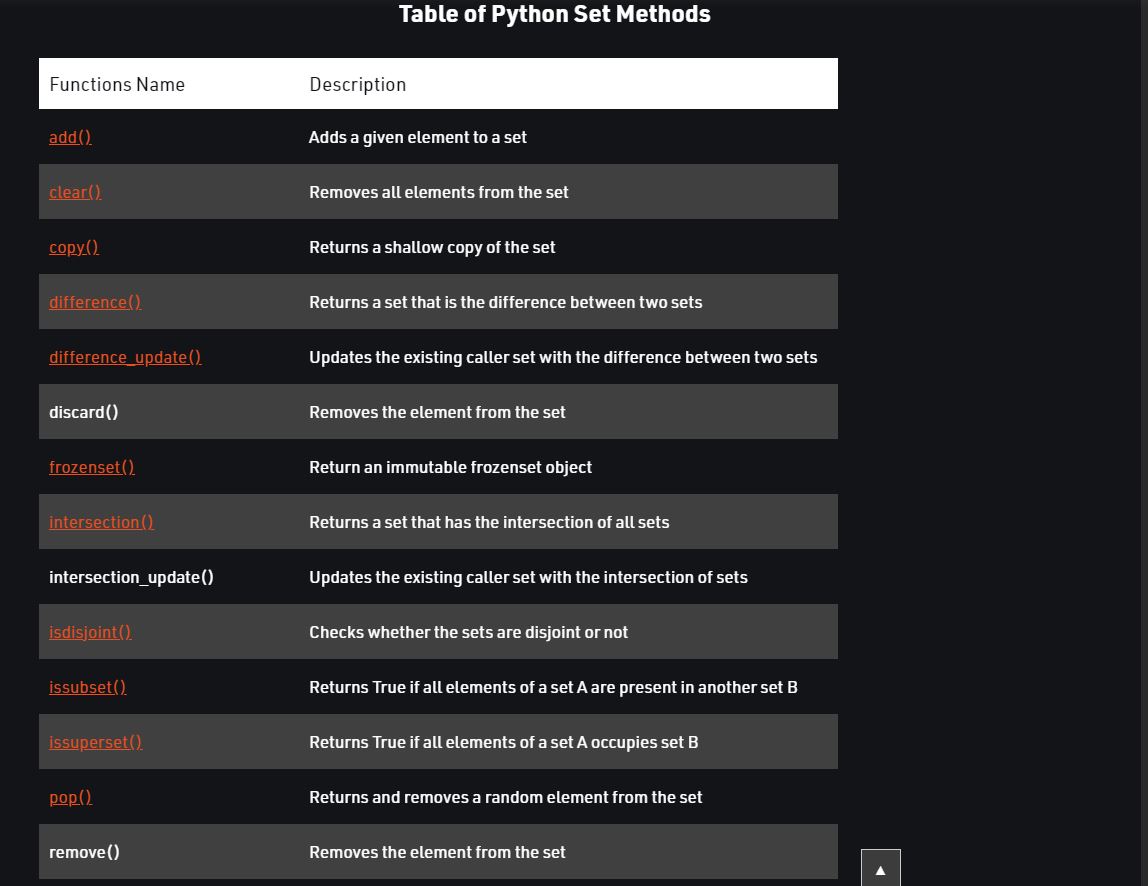 Table of Python Set Methods
Functions Name Description
add() Adds a given element to a set
clear() Removes all elements from the set
copy() Returns a shallow copy of the set
difference() Returns a set that is the difference between two sets
difference_update() Updates the existing caller set with the difference between two sets
discard() Removes the element from the set
frozenset() Return an immutable frozenset object
intersection() Returns a set that has the intersection of all sets
intersection_update() Updates the existing caller set with the intersection of sets
isdisjoint() Checks whether the sets are disjoint or not
issubset() Returns True if all elements of a set A are present in another set B
issuperset() Returns True if all elements of a set A occupies set B
pop() Returns and removes a random element from the set
remove() Removes the element from the set